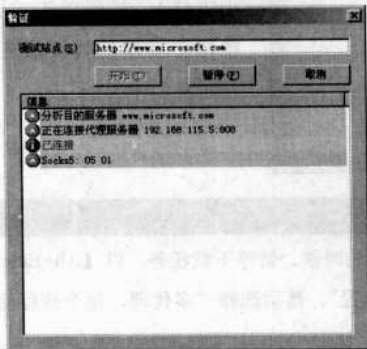 验证
测试站点(E) http://www.microsoft.com
开始(T) 暂停(P) 取消
信息
分析目的服务器 www.microsoft.com
正在连接代理服务器 192.168.115.5:808
已连接
Socks5: 05 01